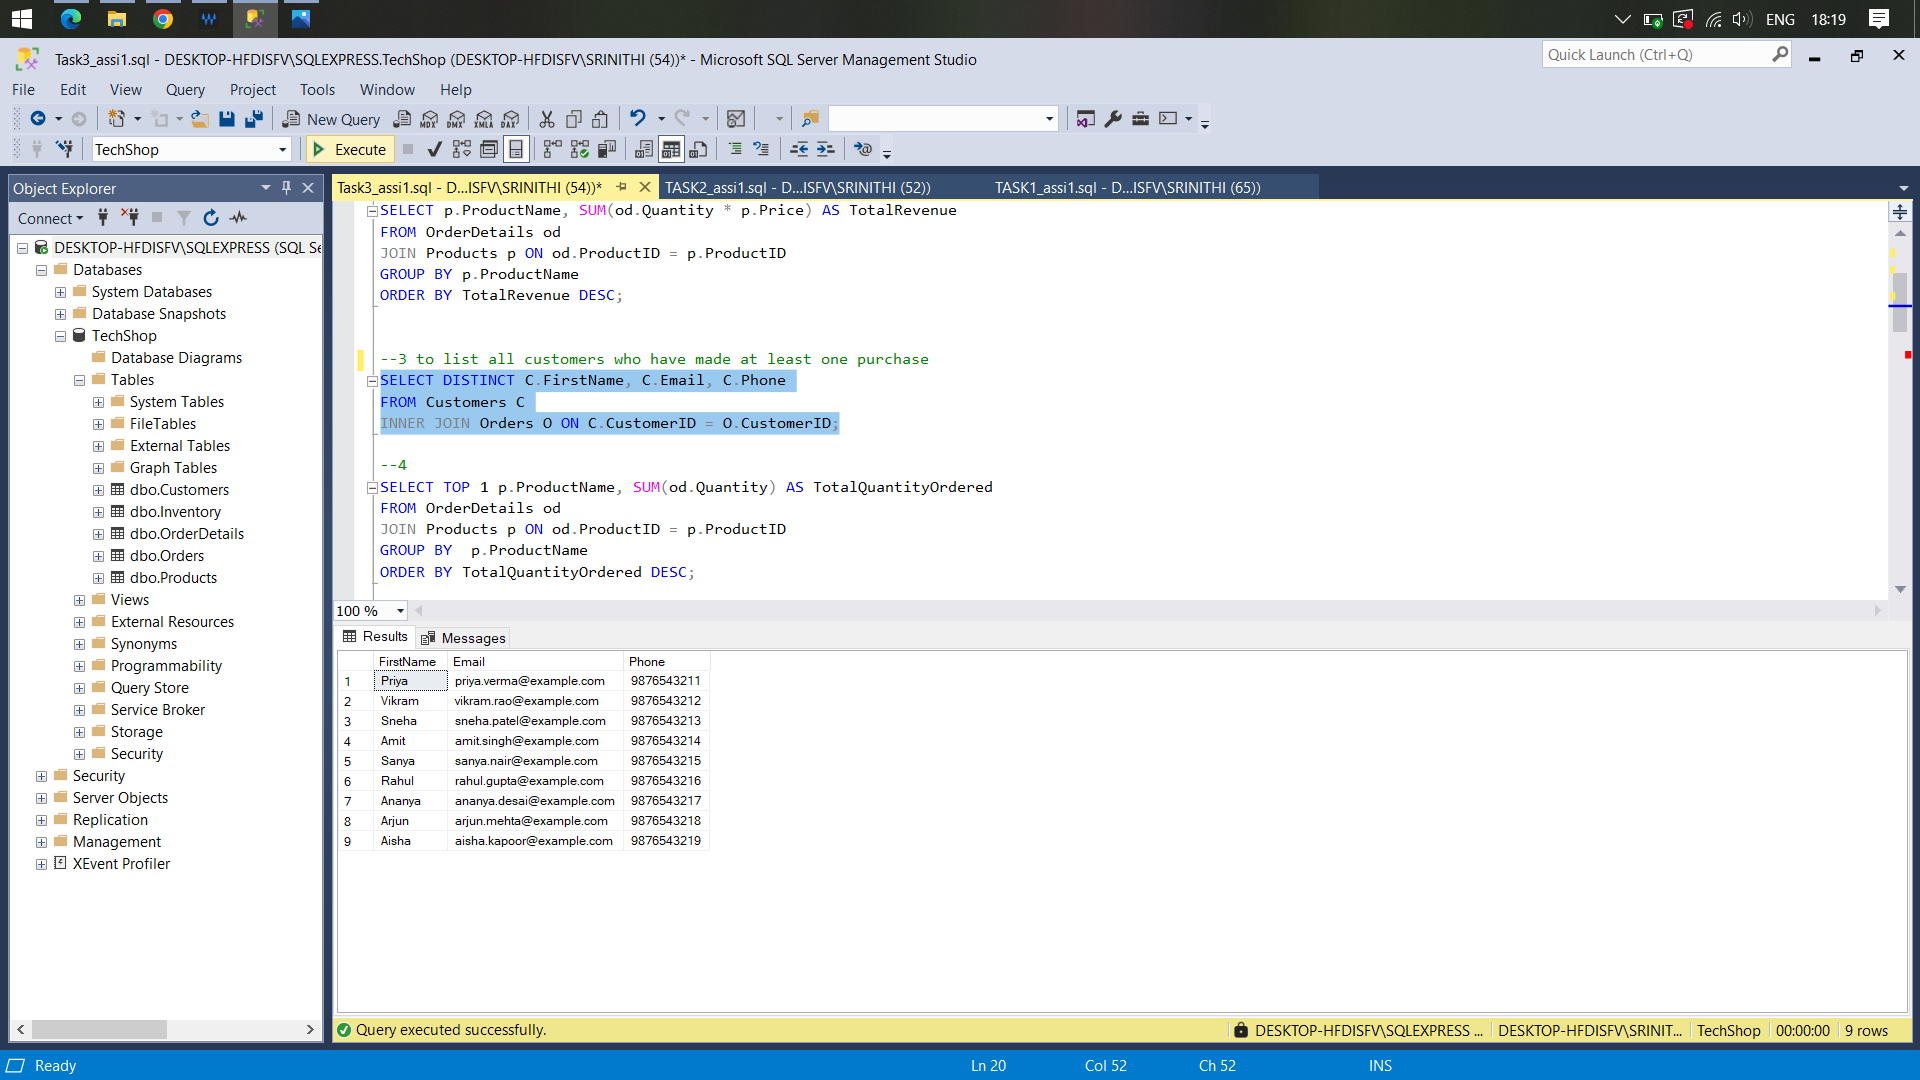 ENG 18:19
Task3_assi1.sql - DESKTOP-HFDISFV\SQLEXPRESS.TechShop (DESKTOP-HFDISFV\SRINITHI (54))* - Microsoft SQL Server Management Studio
Quick Launch (Ctrl+Q)
File Edit View Query Project Tools Window Help
New Query MDX DMX XMLA DAX
TechShop Execute
Object Explorer
Task3_assi1.sql - D...ISFV\SRINITHI (54))* TASK2_assi1.sql - D...ISFV\SRINITHI (52)) TASK1_assi1.sql - D...ISFV\SRINITHI (65))
Connect
DESKTOP-HFDISFV\SQLEXPRESS (SQL Se
Databases
System Databases
Database Snapshots
TechShop
Database Diagrams
Tables
System Tables
FileTables
External Tables
Graph Tables
dbo.Customers
dbo.Inventory
dbo.OrderDetails
dbo.Orders
dbo.Products
Views
External Resources
Synonyms
Programmability
Query Store
Service Broker
Storage
Security
Security
Server Objects
Replication
Management
XEvent Profiler
SELECT p.ProductName, SUM(od.Quantity * p.Price) AS TotalRevenue
FROM OrderDetails od
JOIN Products p ON od.ProductID = p.ProductID
GROUP BY p.ProductName
ORDER BY TotalRevenue DESC;
--3 to list all customers who have made at least one purchase
SELECT DISTINCT C.FirstName, C.Email, C.Phone
FROM Customers C
INNER JOIN Orders O ON C.CustomerID = O.CustomerID;
--4
SELECT TOP 1 p.ProductName, SUM(od.Quantity) AS TotalQuantityOrdered
FROM OrderDetails od
JOIN Products p ON od.ProductID = p.ProductID
GROUP BY  p.ProductName
ORDER BY TotalQuantityOrdered DESC;
100 %
Results Messages
FirstName Email Phone
1 Priya priya.verma@example.com 9876543211
2 Vikram vikram.rao@example.com 9876543212
3 Sneha sneha.patel@example.com 9876543213
4 Amit amit.singh@example.com 9876543214
5 Sanya sanya.nair@example.com 9876543215
6 Rahul rahul.gupta@example.com 9876543216
7 Ananya ananya.desai@example.com 9876543217
8 Arjun arjun.mehta@example.com 9876543218
9 Aisha aisha.kapoor@example.com 9876543219
Query executed successfully. DESKTOP-HFDISFV\SQLEXPRESS ... DESKTOP-HFDISFV\SRINIT... TechShop 00:00:00 9 rows
Ready Ln 20 Col 52 Ch 52 INS